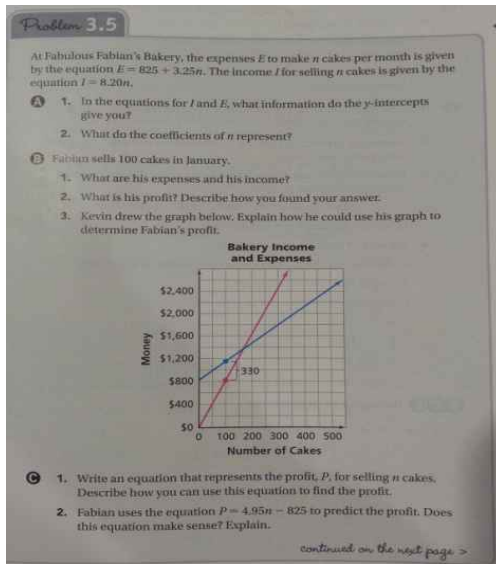 Problem 3.5
At Fabulous Fabian's Bakery, the expenses E to make n cakes per month is given
by the equation E = 825 + 3.25n. The income I for selling n cakes is given by the
equation I = 8.20n.
A 1. In the equations for I and E, what information do the y-intercepts
give you?
2. What do the coefficients of n represent?
B Fabian sells 100 cakes in January.
1. What are his expenses and his income?
2. What is his profit? Describe how you found your answer.
3. Kevin drew the graph below. Explain how he could use his graph to
determine Fabian's profit.
Bakery Income
and Expenses
$2,400
$2,000
$1,600
$1,200
$800
$400
$0
Money
330
0 100 200 300 400 500
Number of Cakes
C 1. Write an equation that represents the profit, P, for selling n cakes.
Describe how you can use this equation to find the profit.
2. Fabian uses the equation P = 4.95n − 825 to predict the profit. Does
this equation make sense? Explain.
continued on the next page >